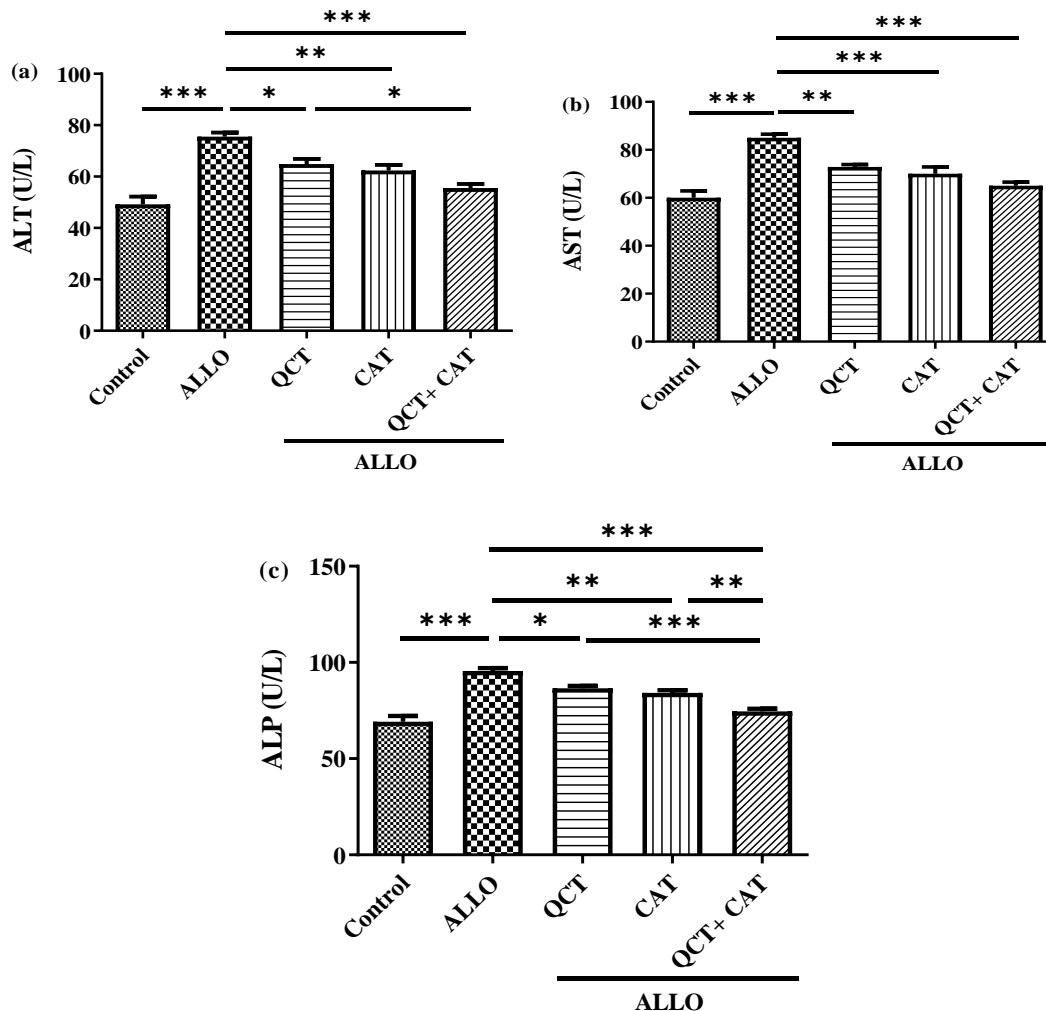 ***
(a)
**
*** * *
100
80
60
40
20
0
ALT (U/L)
Control ALLO QCT CAT QCT+ CAT
ALLO
***
***
(b)
*** **
100
80
60
40
20
0
AST (U/L)
Control ALLO QCT CAT QCT+ CAT
ALLO
***
(c)
** **
*** * ***
150
100
50
0
ALP (U/L)
Control ALLO QCT CAT QCT+ CAT
ALLO